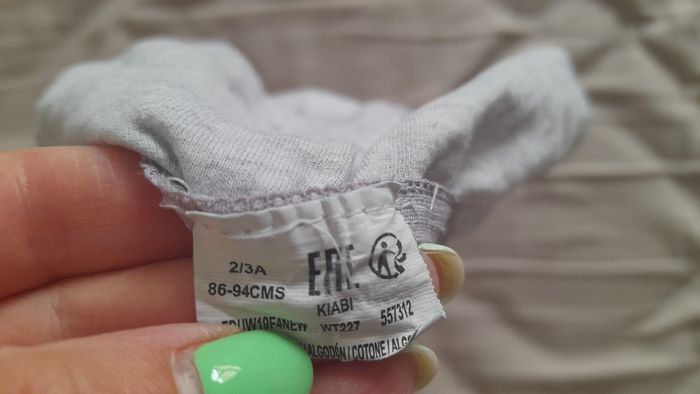 2/3A
86-94CMS
EAC
KIABI
WT227
557312
ALGODÓN/COTONE/ALG